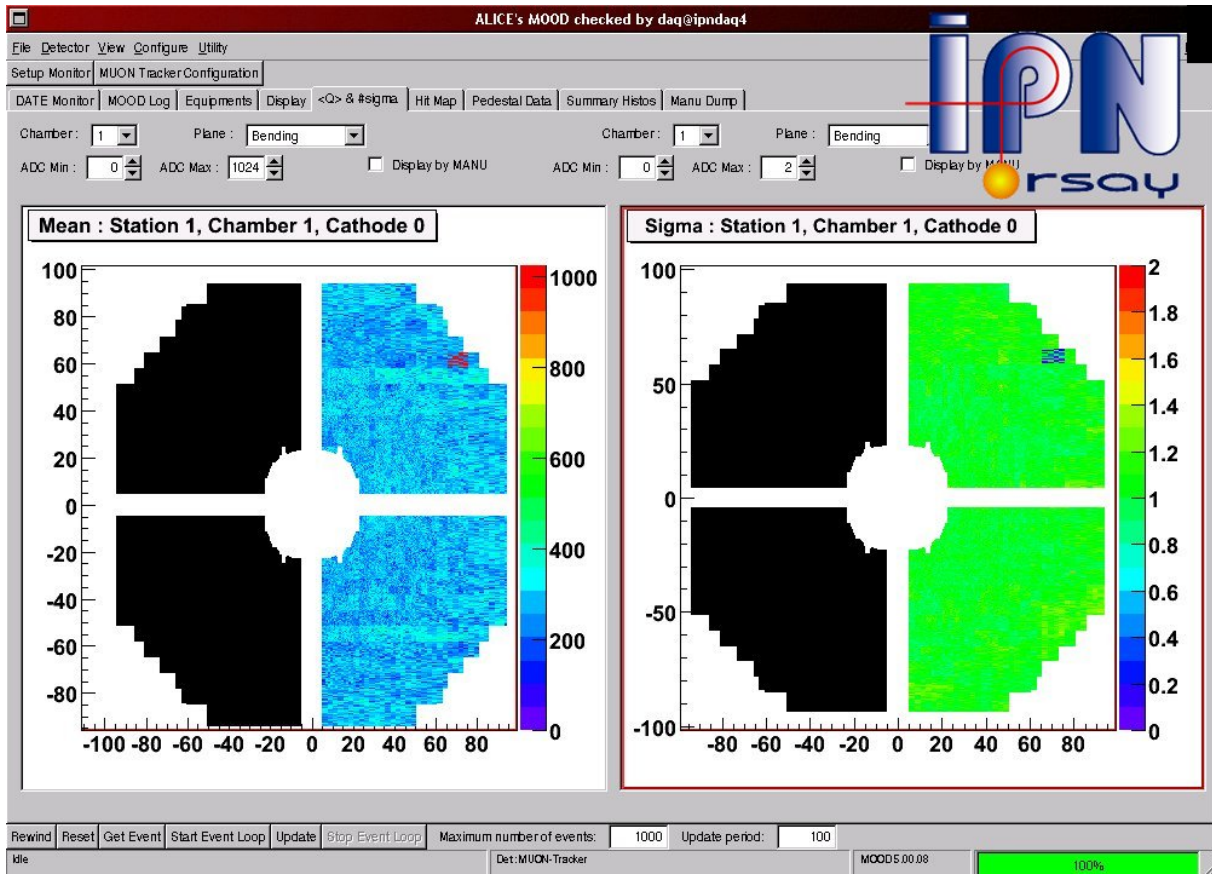 ALICE's MOOD checked by daq@ipndaq4
File Detector View Configure Utility
Setup Monitor MUON Tracker Configuration
DATE Monitor MOOD Log Equipments Display <Q> & #sigma Hit Map Pedestal Data Summary Histos Manu Dump
Chamber : 1 Plane : Bending Chamber : 1 Plane : Bending
ADC Min : 0 ADC Max : 1024 Display by MANU ADC Min : 0 ADC Max : 2 Display by MANU
iPN
Orsay
Mean : Station 1, Chamber 1, Cathode 0
100
80
60
40
20
0
-20
-40
-60
-80
-100 -80 -60 -40 -20 0 20 40 60 80
1000
800
600
400
200
0
Sigma : Station 1, Chamber 1, Cathode 0
100
50
0
-50
-100
-80 -60 -40 -20 0 20 40 60 80
2
1.8
1.6
1.4
1.2
1
0.8
0.6
0.4
0.2
0
Rewind Reset Get Event Start Event Loop Update Stop Event Loop Maximum number of events: 1000 Update period: 100
Idle Det: MUON-Tracker MOOD 5.00.08 100%